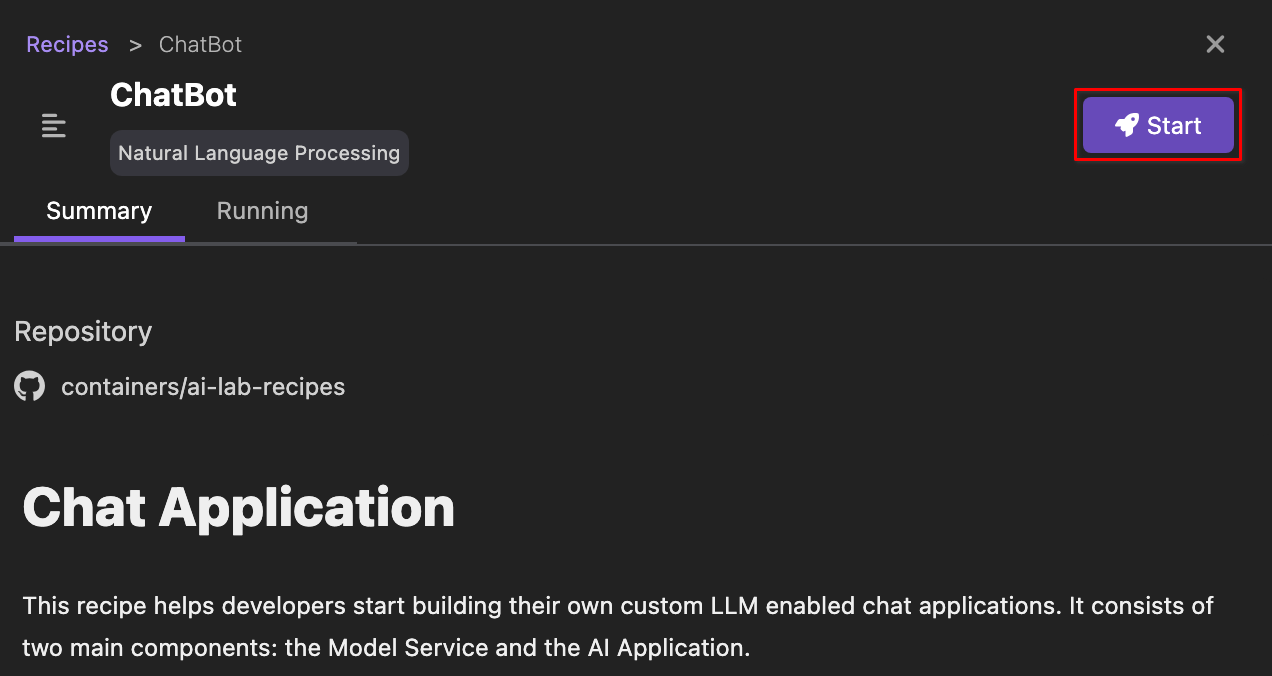 Recipes > ChatBot
ChatBot
Natural Language Processing
Start
Summary
Running
Repository
containers/ai-lab-recipes
Chat Application
This recipe helps developers start building their own custom LLM enabled chat applications. It consists of
two main components: the Model Service and the AI Application.